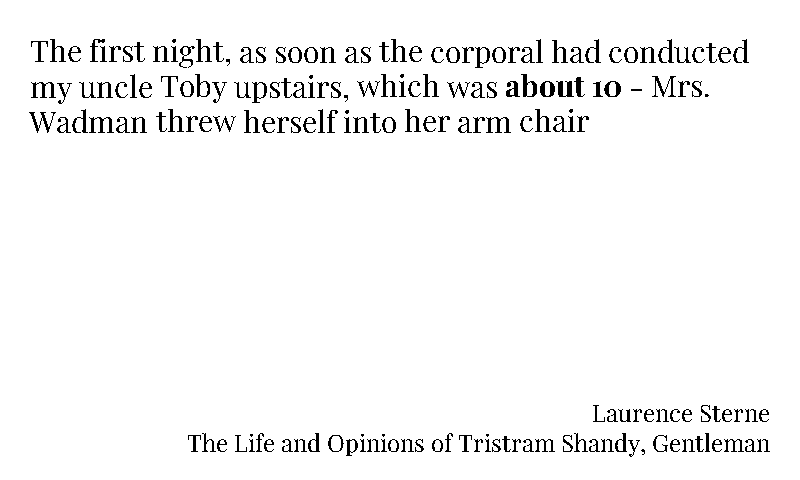 The first night, as soon as the corporal had conducted
my uncle Toby upstairs, which was about 10 - Mrs.
Wadman threw herself into her arm chair
Laurence Sterne
The Life and Opinions of Tristram Shandy, Gentleman